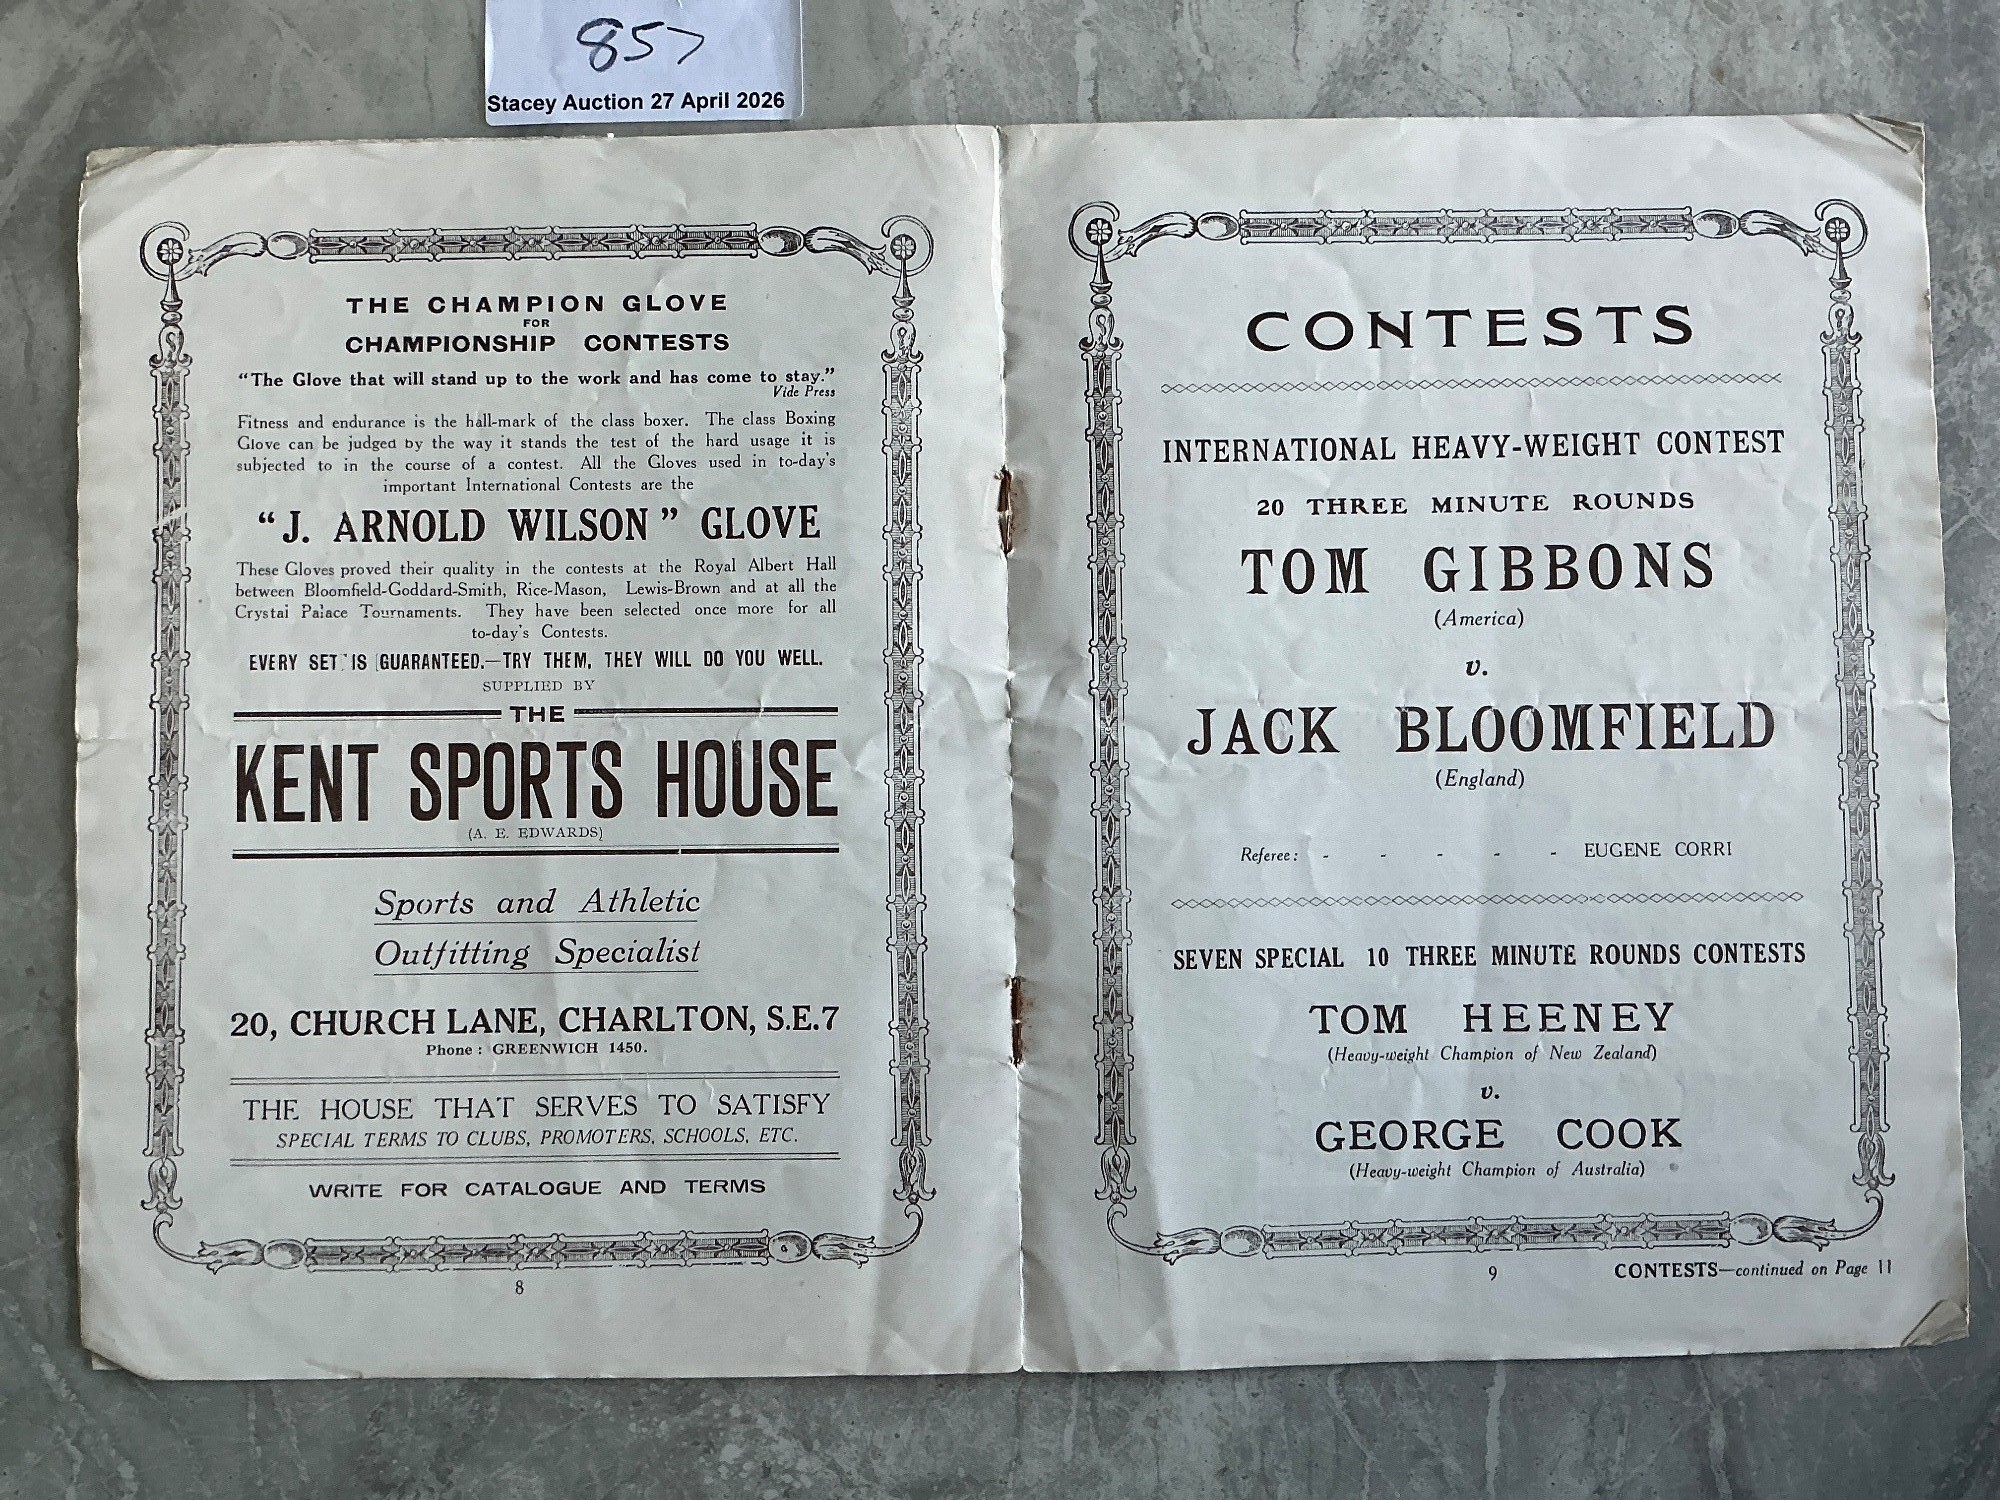 857
Stacey Auction 27 April 2026
THE CHAMPION GLOVE
FOR
CHAMPIONSHIP CONTESTS
"The Glove that will stand up to the work and has come to stay."
Vide Press
Fitness and endurance is the hall-mark of the class boxer. The class Boxing
Glove can be judged by the way it stands the test of the hard usage it is
subjected to in the course of a contest. All the Gloves used in to-day's
important International Contests are the
"J. ARNOLD WILSON" GLOVE
These Gloves proved their quality in the contests at the Royal Albert Hall
between Bloomfield-Goddard-Smith, Rice-Mason, Lewis-Brown and at all the
Crystal Palace Tournaments. They have been selected once more for all
to-day's Contests.
EVERY SET IS GUARANTEED.—TRY THEM, THEY WILL DO YOU WELL.
SUPPLIED BY
THE
KENT SPORTS HOUSE
(A. E. EDWARDS)
Sports and Athletic
Outfitting Specialist
20, CHURCH LANE, CHARLTON, S.E.7
Phone : GREENWICH 1450.
THE HOUSE THAT SERVES TO SATISFY
SPECIAL TERMS TO CLUBS, PROMOTERS, SCHOOLS, ETC.
WRITE FOR CATALOGUE AND TERMS
8
CONTESTS
INTERNATIONAL HEAVY-WEIGHT CONTEST
20 THREE MINUTE ROUNDS
TOM GIBBONS
(America)
v.
JACK BLOOMFIELD
(England)
Referee: - - - - - EUGENE CORRI
SEVEN SPECIAL 10 THREE MINUTE ROUNDS CONTESTS
TOM HEENEY
(Heavy-weight Champion of New Zealand)
v.
GEORGE COOK
(Heavy-weight Champion of Australia)
9
CONTESTS—continued on Page 11